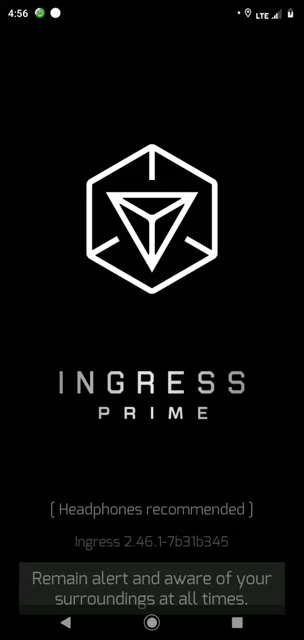 4:56
LTE
INGRESS
PRIME
[ Headphones recommended ]
Ingress 2.46.1-7b31b345
Remain alert and aware of your
surroundings at all times.